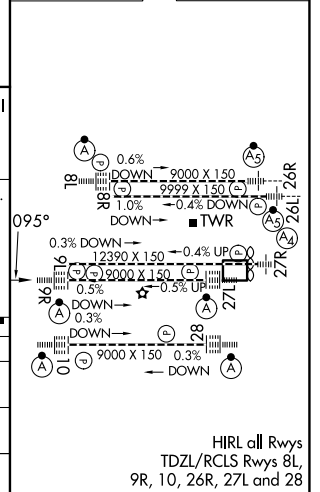 A
P
0.6%
DOWN
9000 X 150
A5
26R
8L
8R
P
9999 X 150
P
1.0%
0.4% DOWN
P
26L
DOWN
TWR
A5
A4
095°
0.3% DOWN
0.4% UP
27R
12390 X 150
9L
P
P
9000 X 150
P
P
9R
0.5%
0.5% UP
27L
DOWN
A
0.3%
A
DOWN
P
28
10
P
9000 X 150
0.3%
DOWN
A
A
HIRL all Rwys
TDZL/RCLS Rwys 8L,
9R, 10, 26R, 27L and 28